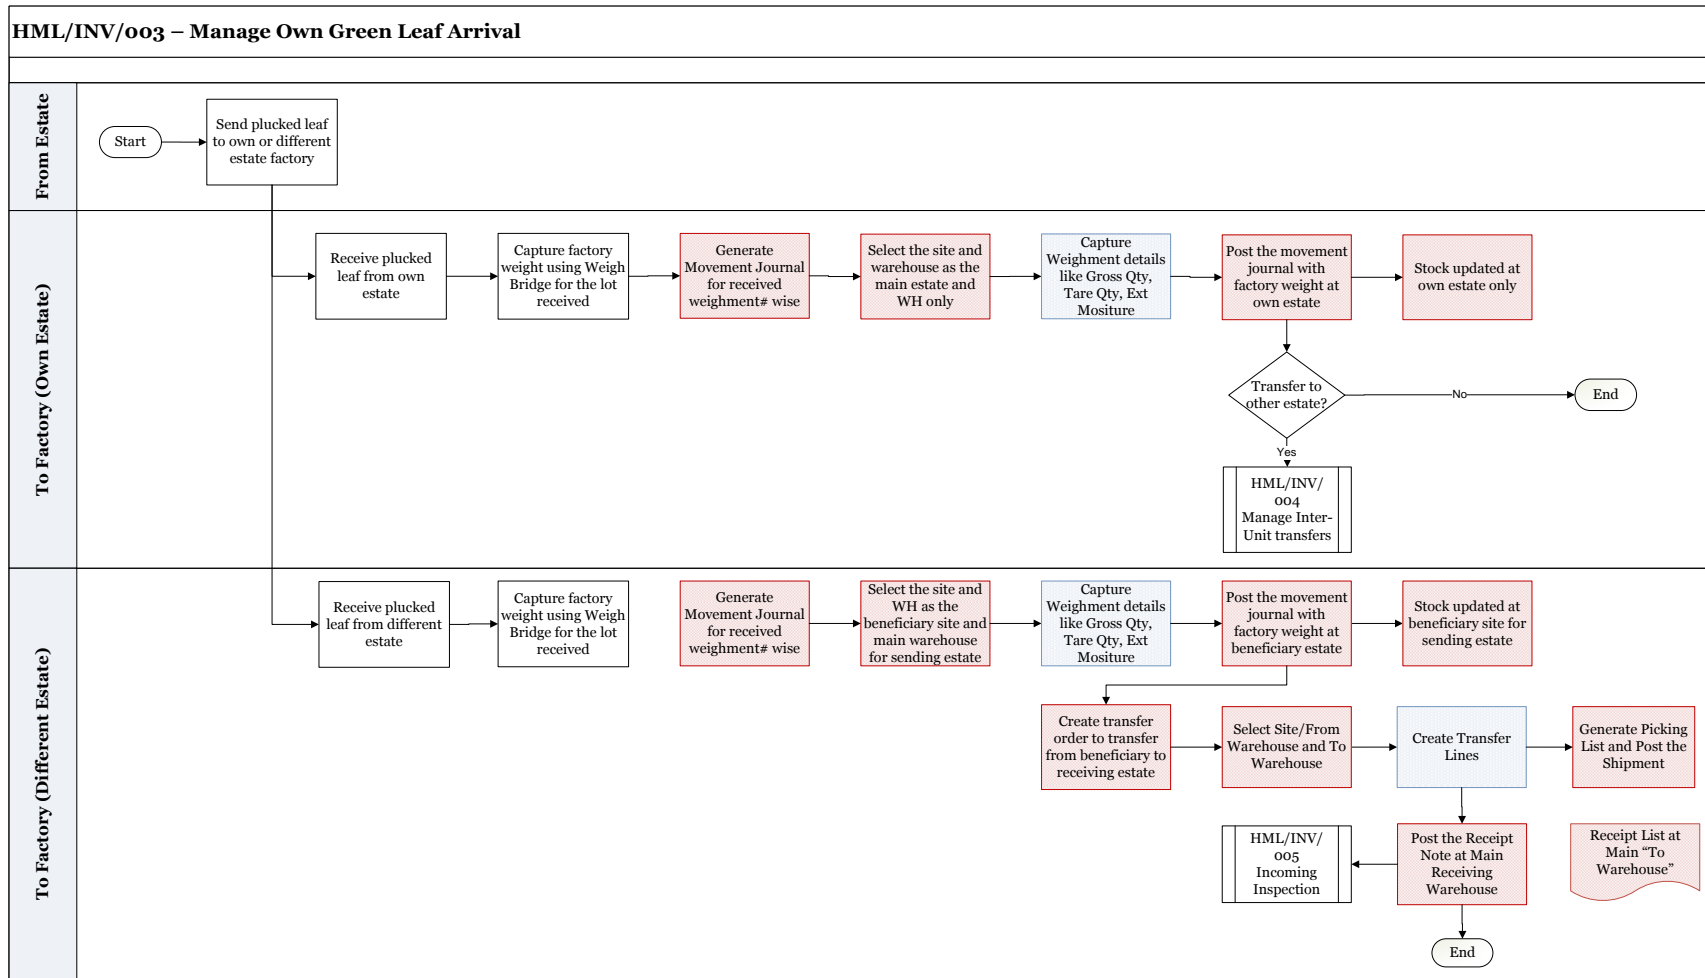 HML/INV/003 – Manage Own Green Leaf Arrival
From Estate
Start
Send plucked leaf
to own or different
estate factory
To Factory (Own Estate)
Receive plucked
leaf from own
estate
Capture factory
weight using Weigh
Bridge for the lot
received
Generate
Movement Journal
for received
weighment# wise
Select the site and
warehouse as the
main estate and
WH only
Capture
Weighment details
like Gross Qty,
Tare Qty, Ext
Mositure
Post the movement
journal with
factory weight at
own estate
Stock updated at
own estate only
Transfer to
other estate?
No
End
Yes
HML/INV/
004
Manage Inter-
Unit transfers
To Factory (Different Estate)
Receive plucked
leaf from different
estate
Capture factory
weight using Weigh
Bridge for the lot
received
Generate
Movement Journal
for received
weighment# wise
Select the site and
WH as the
beneficiary site and
main warehouse
for sending estate
Capture
Weighment details
like Gross Qty,
Tare Qty, Ext
Mositure
Post the movement
journal with
factory weight at
beneficiary estate
Stock updated at
beneficiary site for
sending estate
Create transfer
order to transfer
from beneficiary to
receiving estate
Select Site/From
Warehouse and To
Warehouse
Create Transfer
Lines
Generate Picking
List and Post the
Shipment
HML/INV/
005
Incoming
Inspection
Post the Receipt
Note at Main
Receiving
Warehouse
Receipt List at
Main “To
Warehouse”
End